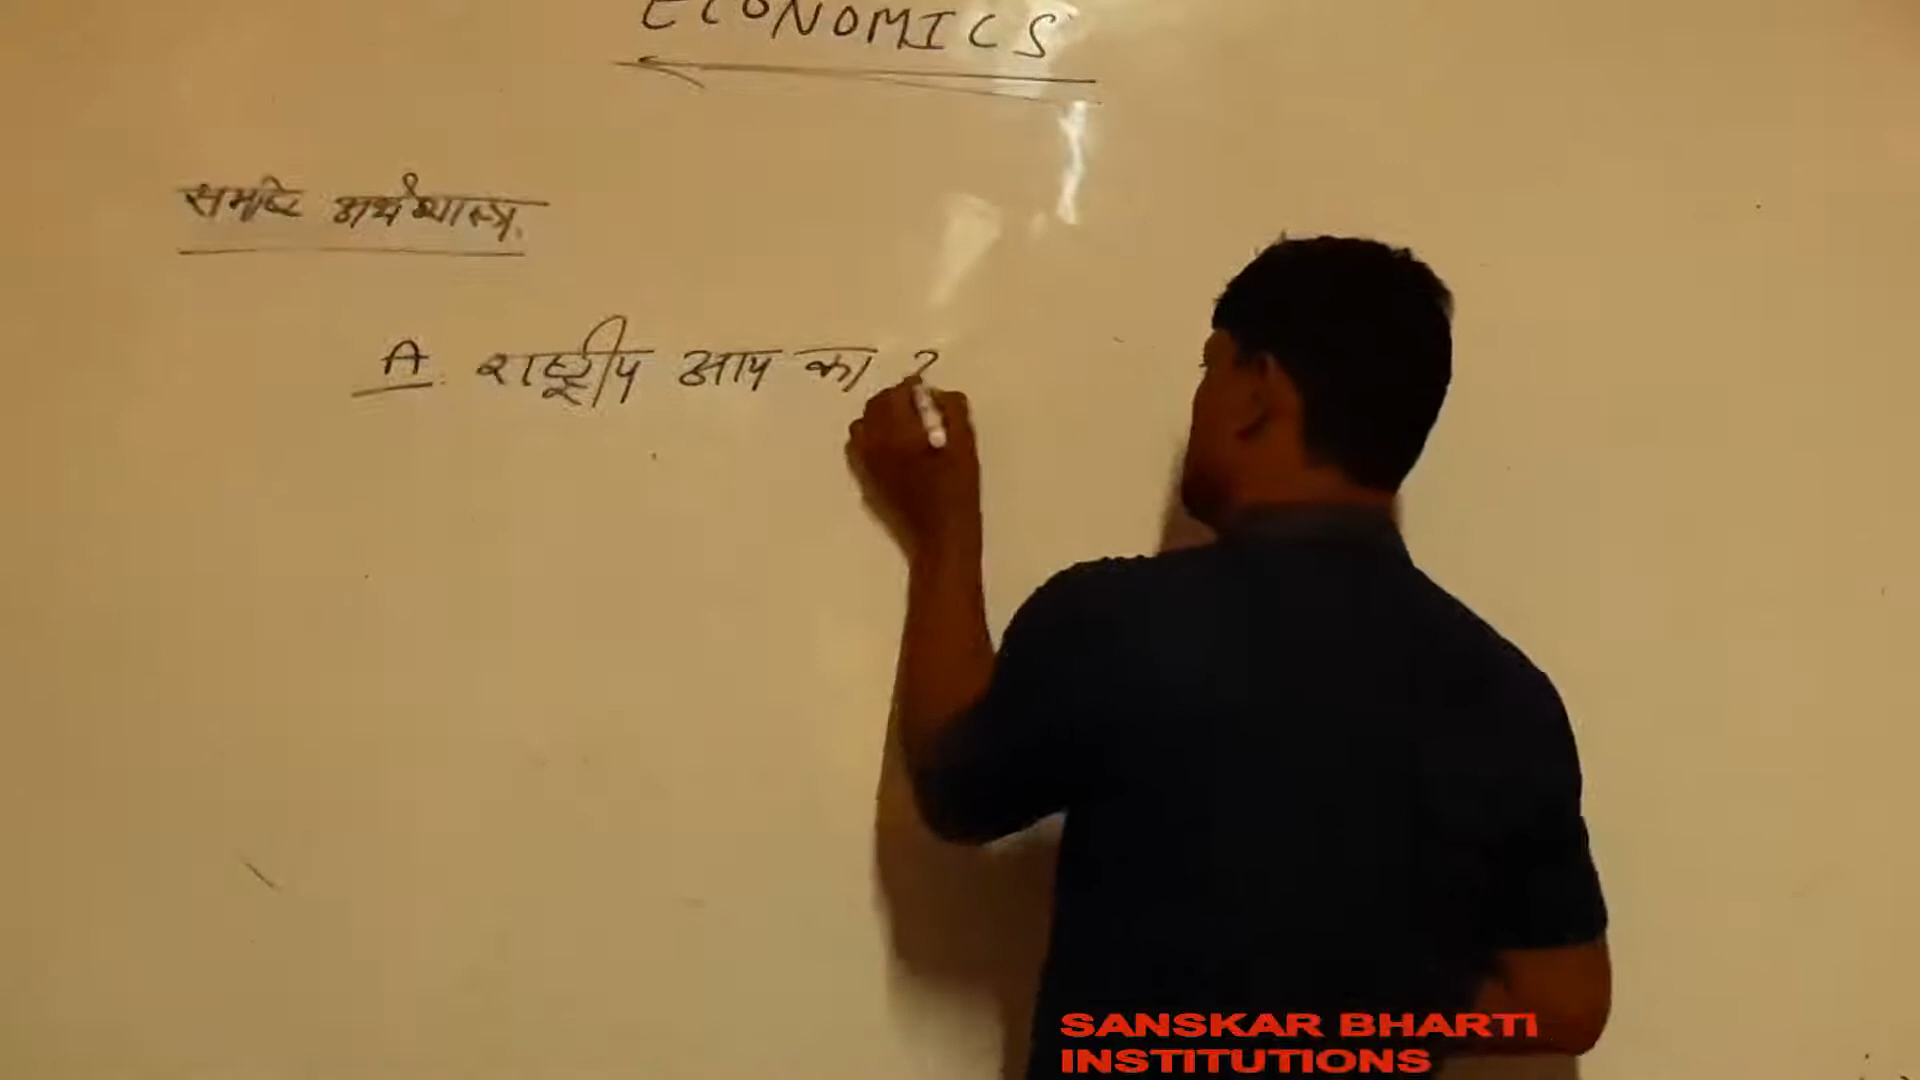 ECONOMICS
समष्टि अर्थशास्त्र.
A. राष्ट्रीय आय का
SANSKAR BHARTI
INSTITUTIONS